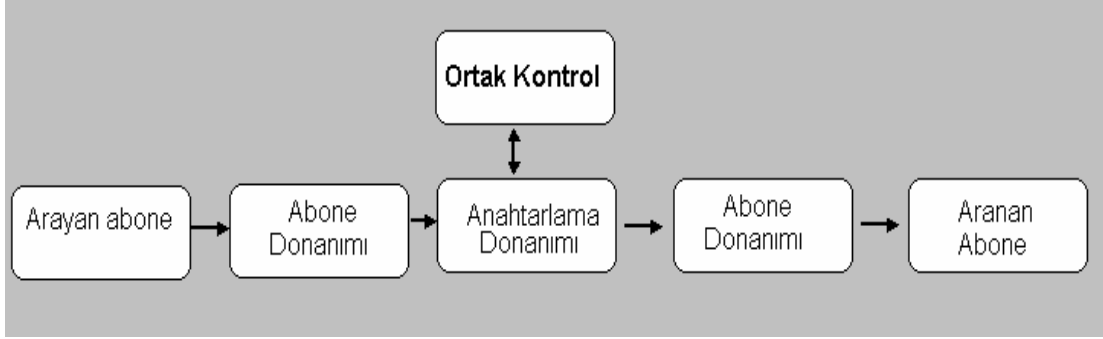 Ortak Kontrol
Arayan abone
Abone
Donanımı
Anahtarlama
Donanımı
Abone
Donanımı
Aranan
Abone